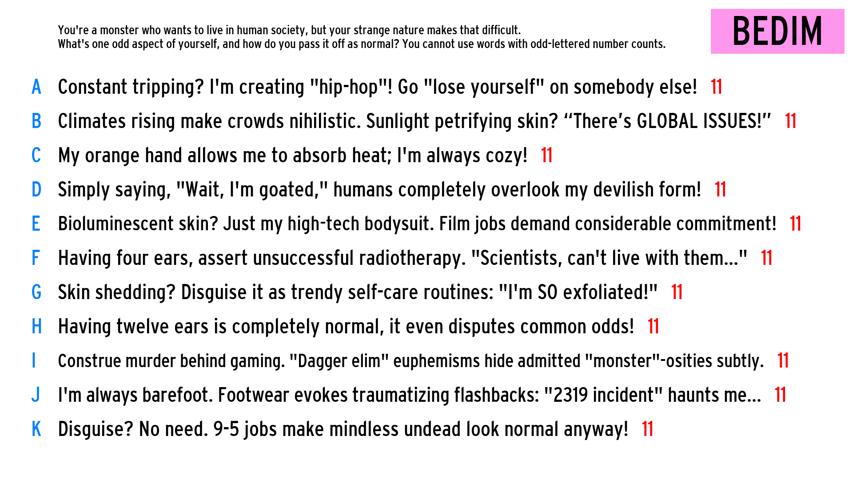 You're a monster who wants to live in human society, but your strange nature makes that difficult.
What's one odd aspect of yourself, and how do you pass it off as normal? You cannot use words with odd-lettered number counts.
BEDIM
A Constant tripping? I'm creating "hip-hop"! Go "lose yourself" on somebody else! 11
B Climates rising make crowds nihilistic. Sunlight petrifying skin? “There’s GLOBAL ISSUES!” 11
C My orange hand allows me to absorb heat; I'm always cozy! 11
D Simply saying, "Wait, I'm goated," humans completely overlook my devilish form! 11
E Bioluminescent skin? Just my high-tech bodysuit. Film jobs demand considerable commitment! 11
F Having four ears, assert unsuccessful radiotherapy. "Scientists, can't live with them..." 11
G Skin shedding? Disguise it as trendy self-care routines: "I'm SO exfoliated!" 11
H Having twelve ears is completely normal, it even disputes common odds! 11
I Construe murder behind gaming. "Dagger elim" euphemisms hide admitted "monster"-osities subtly. 11
J I'm always barefoot. Footwear evokes traumatizing flashbacks: "2319 incident" haunts me... 11
K Disguise? No need. 9-5 jobs make mindless undead look normal anyway! 11